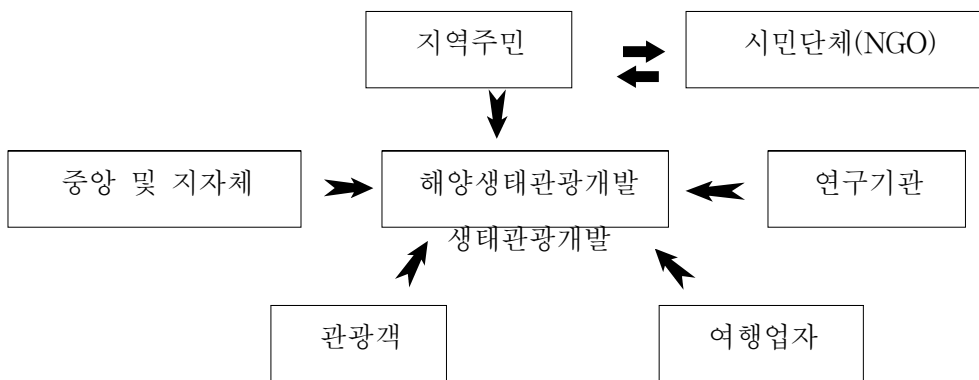 지역주민
시민단체(NGO)
중앙 및 지자체
해양생태관광개발
연구기관
생태관광개발
관광객
여행업자